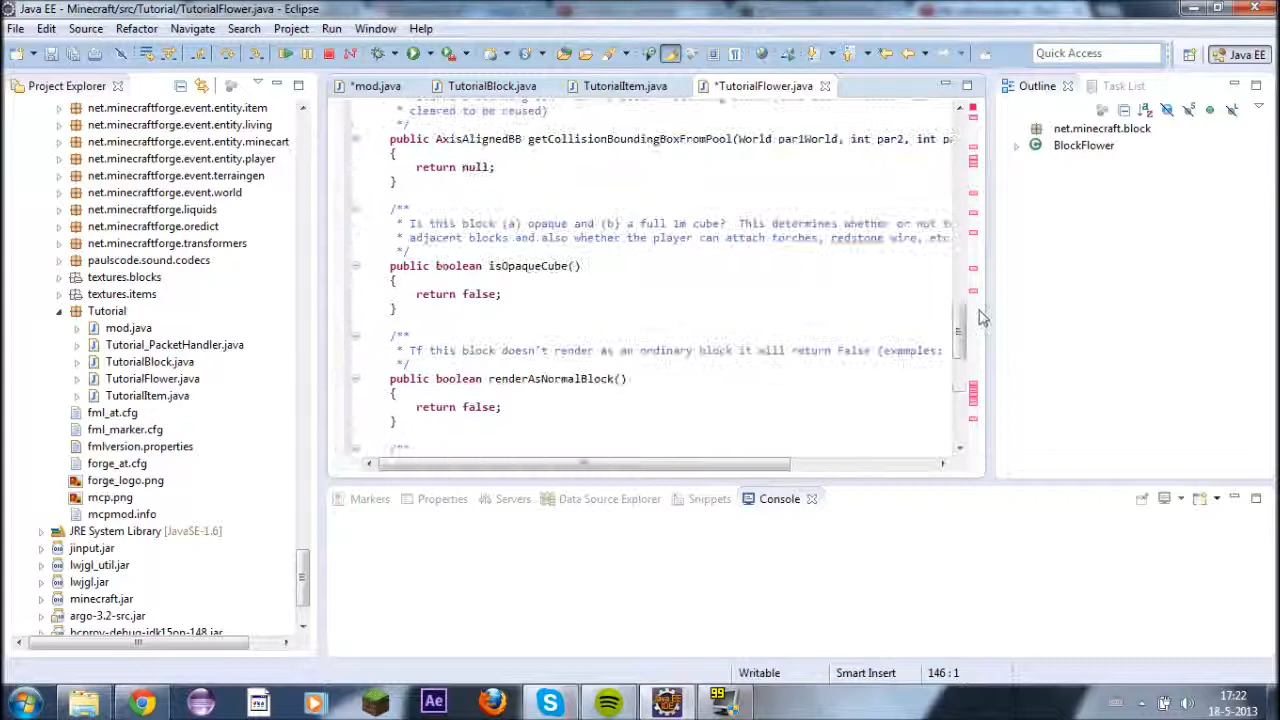 Java EE - Minecraft/src/Tutorial/TutorialFlower.java - Eclipse
File Edit Source Refactor Navigate Search Project Run Window Help
Quick Access
Java EE
Project Explorer
*mod.java
TutorialBlock.java
TutorialItem.java
*TutorialFlower.java
Outline
Task List
net.minecraftforge.event.entity.item
net.minecraftforge.event.entity.living
net.minecraftforge.event.entity.minecart
net.minecraftforge.event.entity.player
net.minecraftforge.event.terraingen
net.minecraftforge.event.world
net.minecraftforge.liquids
net.minecraftforge.oredict
net.minecraftforge.transformers
paulscode.sound.codecs
textures.blocks
textures.items
Tutorial
mod.java
Tutorial_PacketHandler.java
TutorialBlock.java
TutorialFlower.java
TutorialItem.java
fml_at.cfg
fml_marker.cfg
fmlversion.properties
forge_at.cfg
forge_logo.png
mcp.png
mcpmod.info
JRE System Library [JavaSE-1.6]
jinput.jar
lwjgl_util.jar
lwjgl.jar
minecraft.jar
argo-3.2-src.jar
bcprov-debug-jdk15on-148.jar
* cleared to be reused)
*/
public AxisAlignedBB getCollisionBoundingBoxFromPool(World par1World, int par2, int p
{
return null;
}
/**
* Is this block (a) opaque and (b) a full 1m cube? This determines whether or not t
* adjacent blocks and also whether the player can attach torches, redstone wire, etc
*/
public boolean isOpaqueCube()
{
return false;
}
/**
* If this block doesn't render as an ordinary block it will return False (examples:
*/
public boolean renderAsNormalBlock()
{
return false;
}
/**
net.minecraft.block
BlockFlower
Markers
Properties
Servers
Data Source Explorer
Snippets
Console
Writable
Smart Insert
146 : 1
99
17:22
18-5-2013